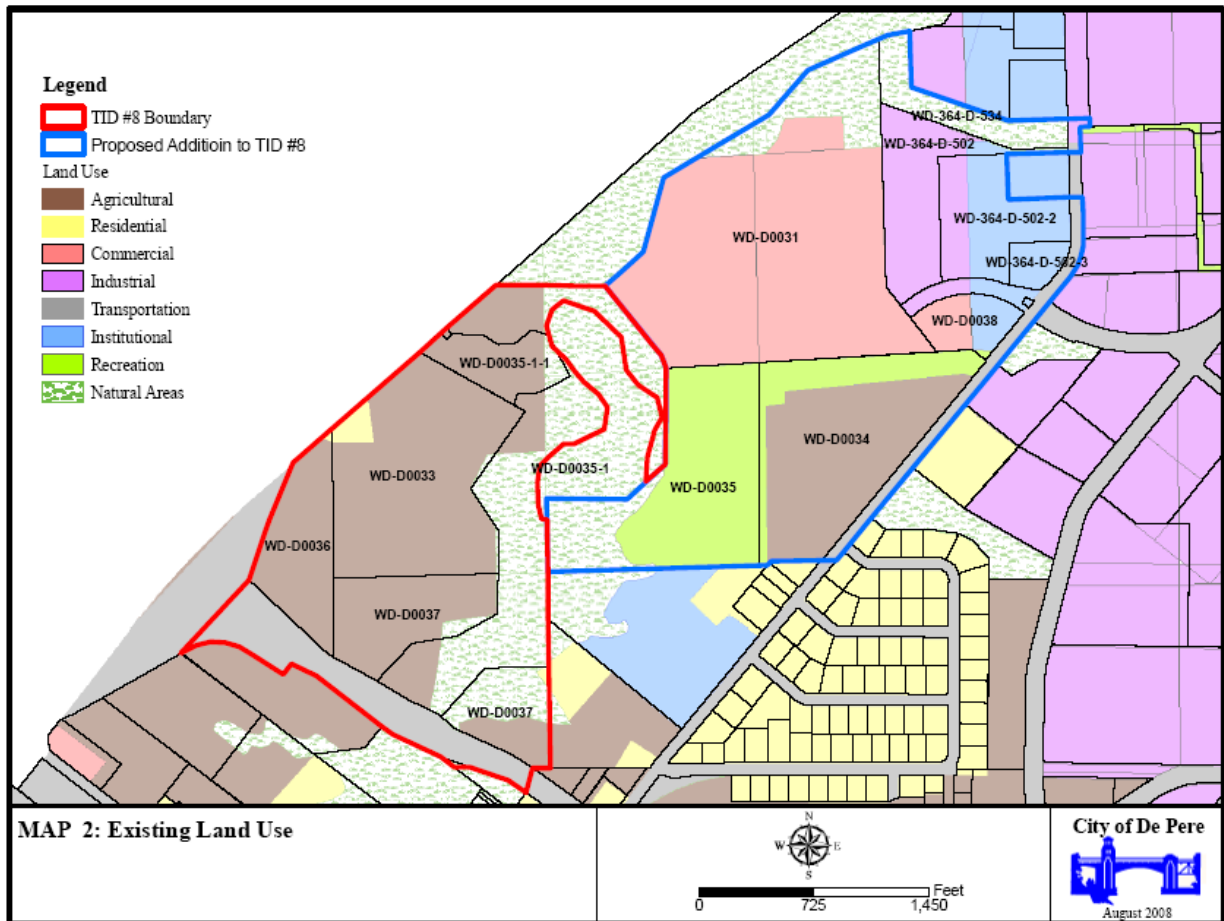 Legend
TID #8 Boundary
Proposed Additioin to TID #8
Land Use
Agricultural
Residential
Commercial
Industrial
Transportation
Institutional
Recreation
Natural Areas
WD-364-D-534
WD-364-D-502
WD-364-D-502-2
WD-D0031
WD-364-D-502-3
WD-D0038
WD-D0035-1-1
WD-D0034
WD-D0033
WD-D0035-1
WD-D0035
WD-D0036
WD-D0037
WD-D0037
MAP 2: Existing Land Use
N
W
E
S
Feet
0
725
1,450
City of De Pere
August 2008